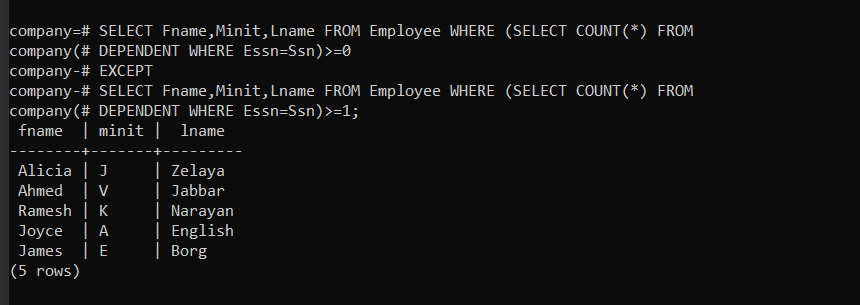 company=# SELECT Fname,Minit,Lname FROM Employee WHERE (SELECT COUNT(*) FROM
company(# DEPENDENT WHERE Essn=Ssn)>=0
company-# EXCEPT
company-# SELECT Fname,Minit,Lname FROM Employee WHERE (SELECT COUNT(*) FROM
company(# DEPENDENT WHERE Essn=Ssn)>=1;
 fname  | minit |  lname
--------+-------+---------
 Alicia | J     | Zelaya
 Ahmed  | V     | Jabbar
 Ramesh | K     | Narayan
 Joyce  | A     | English
 James  | E     | Borg
(5 rows)